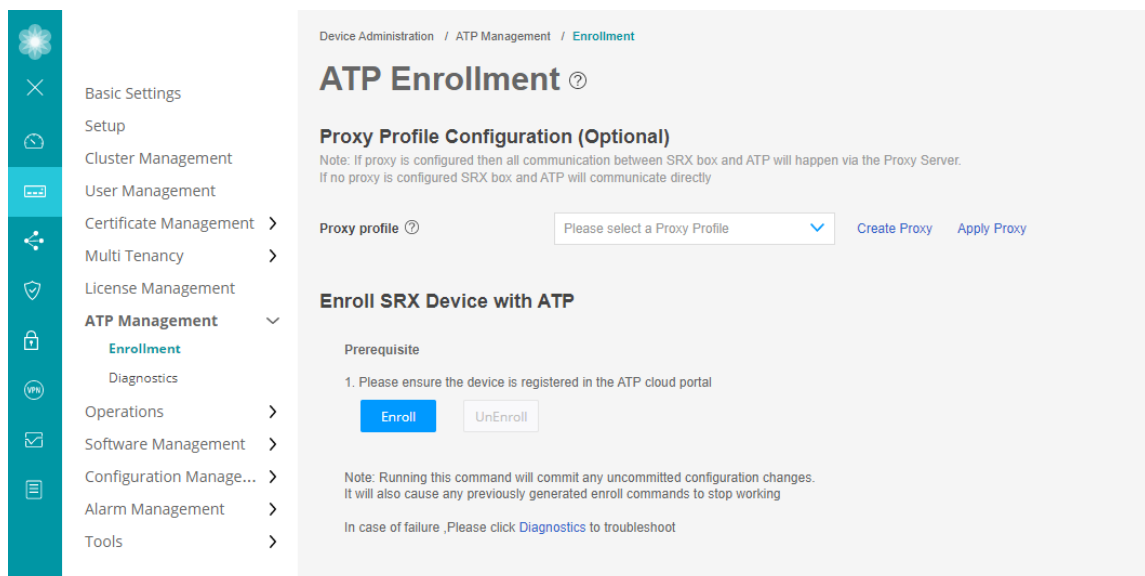 Device Administration / ATP Management / Enrollment
ATP Enrollment ?
Basic Settings
Setup
Cluster Management
User Management
Certificate Management
Multi Tenancy
License Management
ATP Management
Enrollment
Diagnostics
Operations
Software Management
Configuration Manage...
Alarm Management
Tools
VPN
Proxy Profile Configuration (Optional)
Note: If proxy is configured then all communication between SRX box and ATP will happen via the Proxy Server.
If no proxy is configured SRX box and ATP will communicate directly
Proxy profile ? Please select a Proxy Profile Create Proxy Apply Proxy
Enroll SRX Device with ATP
Prerequisite
1. Please ensure the device is registered in the ATP cloud portal
Enroll UnEnroll
Note: Running this command will commit any uncommitted configuration changes.
It will also cause any previously generated enroll commands to stop working
In case of failure ,Please click Diagnostics to troubleshoot